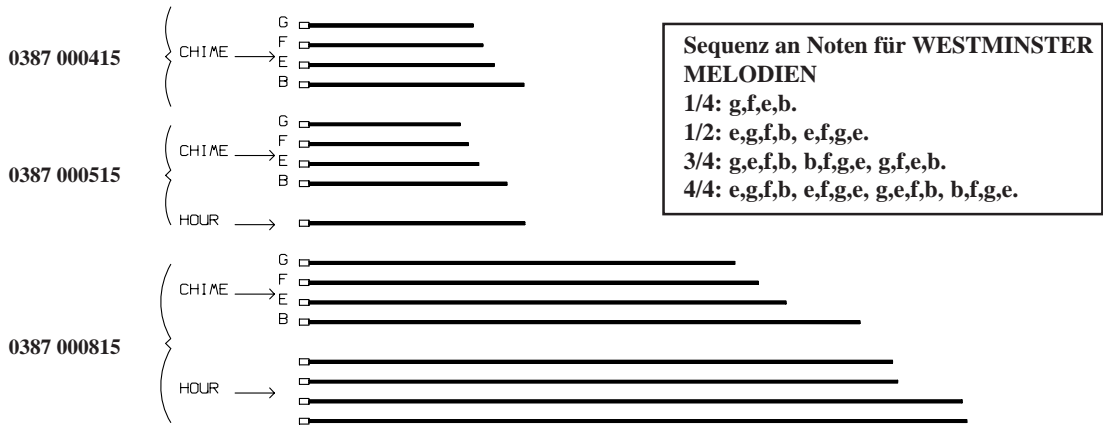 0387 000415
CHIME
G
F
E
B
0387 000515
CHIME
G
F
E
B
HOUR
0387 000815
CHIME
G
F
E
B
HOUR
Sequenz an Noten für WESTMINSTER
MELODIEN
1/4: g,f,e,b.
1/2: e,g,f,b, e,f,g,e.
3/4: g,e,f,b, b,f,g,e, g,f,e,b.
4/4: e,g,f,b, e,f,g,e, g,e,f,b, b,f,g,e.